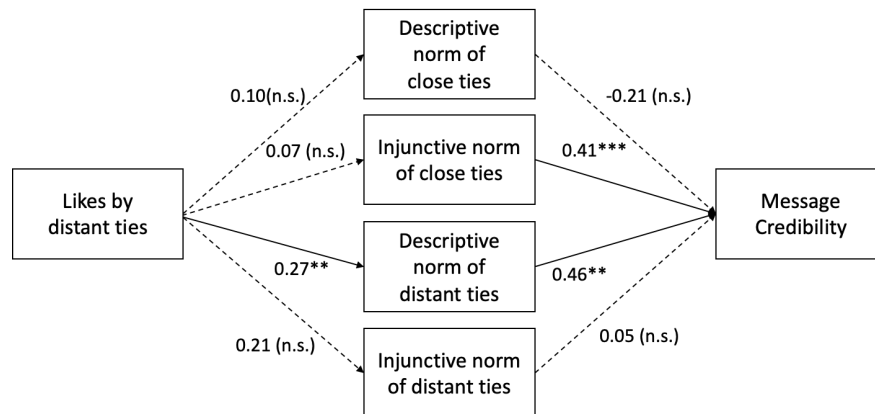 Descriptive
norm of
close ties
0.10(n.s.)
-0.21 (n.s.)
Injunctive norm
of close ties
0.07 (n.s.)
0.41***
Likes by
distant ties
Message
Credibility
Descriptive
norm of
distant ties
0.27**
0.46**
0.21 (n.s.)
0.05 (n.s.)
Injunctive norm
of distant ties